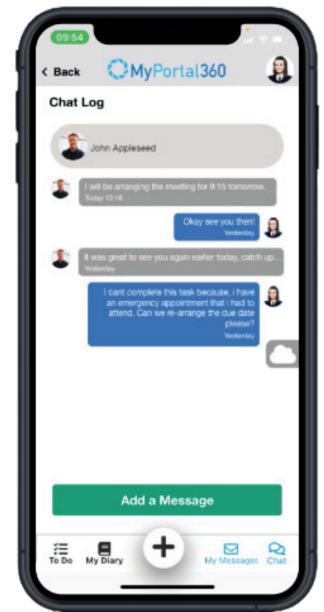 09:54
< Back
MyPortal360
Chat Log
John Appleseed
I will be arranging the meeting for 9:15 tomorrow.
Today 12:18
Okay see you then!
Yesterday
It was great to see you again earlier today, catch up...
Yesterday
I cant complete this task because, i have
an emergency appointment that i had to
attend. Can we re-arrange the due date
please?
Yesterday
Add a Message
To Do
My Diary
+
My Messages
Chat